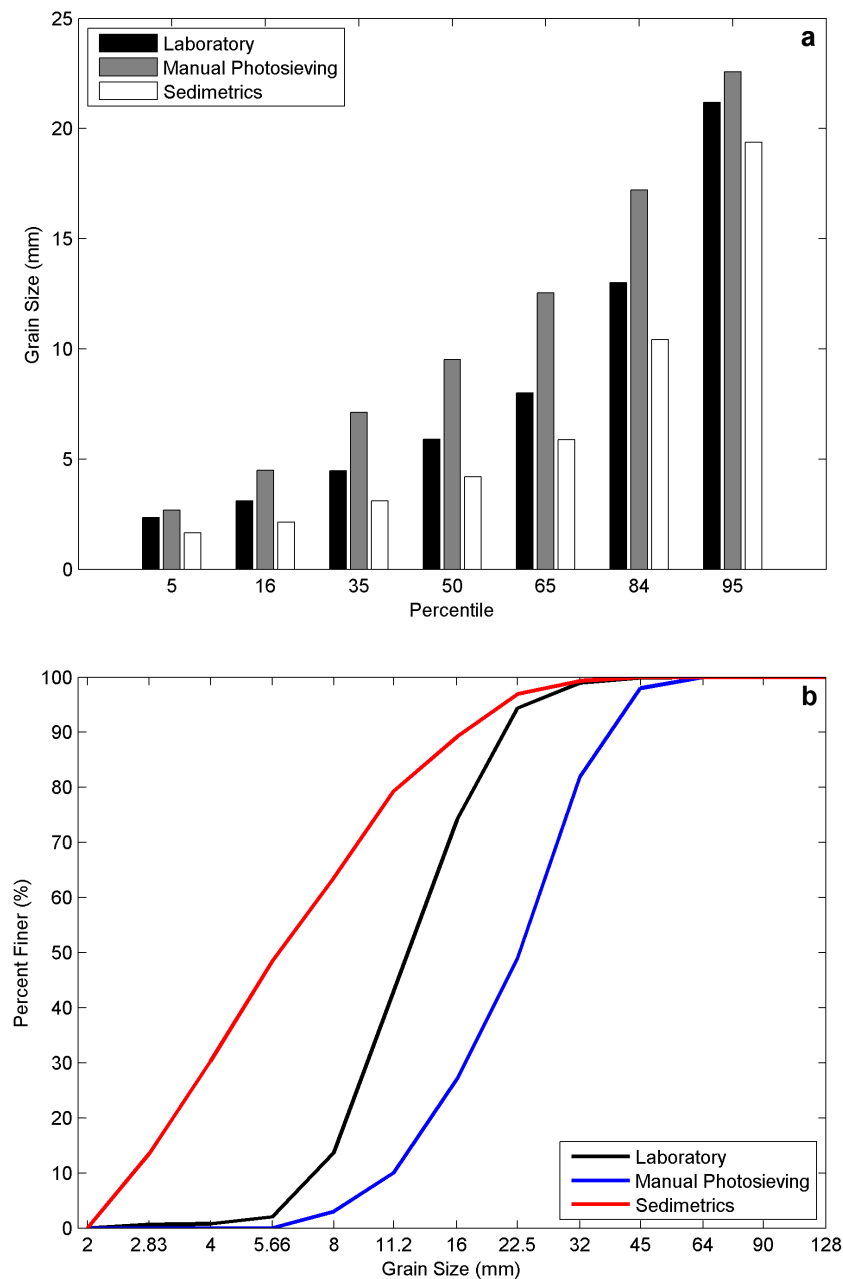 a
Laboratory
Manual Photosieving
Sedimetrics
25
20
15
10
5
0
Grain Size (mm)
5 16 35 50 65 84 95
Percentile
b
100
90
80
70
60
50
40
30
20
10
0
Percent Finer (%)
Laboratory
Manual Photosieving
Sedimetrics
2 2.83 4 5.66 8 11.2 16 22.5 32 45 64 90 128
Grain Size (mm)